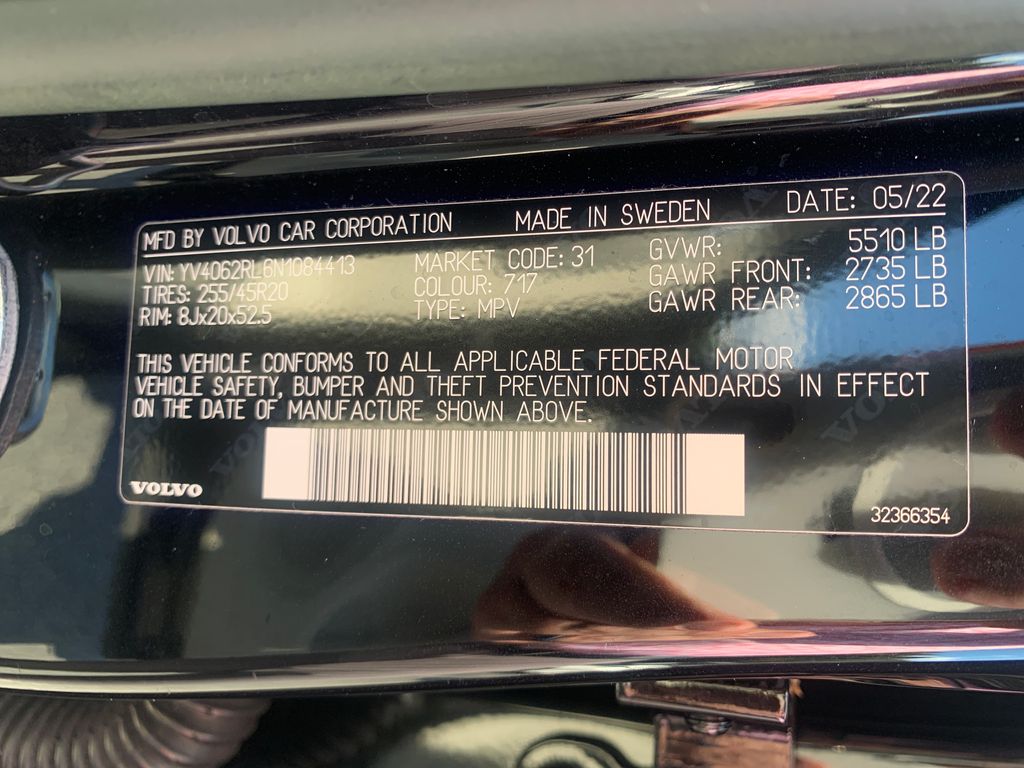 MFD BY VOLVO CAR CORPORATION MADE IN SWEDEN DATE: 05/22
VIN: YV4062RL6N1084413 MARKET CODE: 31 GVWR: 5510 LB
TIRES: 255/45R20 COLOUR: 717 GAWR FRONT: 2735 LB
RIM: 8Jx20x52.5 TYPE: MPV GAWR REAR: 2865 LB
THIS VEHICLE CONFORMS TO ALL APPLICABLE FEDERAL MOTOR
VEHICLE SAFETY, BUMPER AND THEFT PREVENTION STANDARDS IN EFFECT
ON THE DATE OF MANUFACTURE SHOWN ABOVE.
VOLVO
32366354